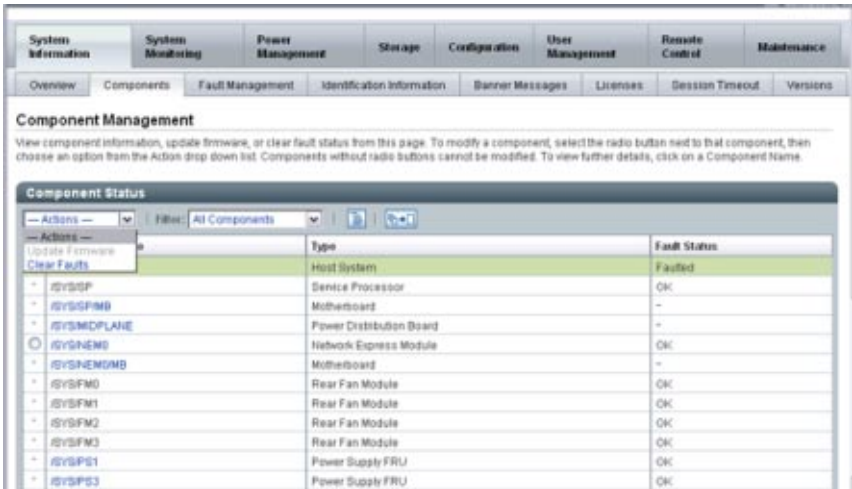 System Information
System Monitoring
Power Management
Storage
Configuration
User Management
Remote Control
Maintenance
Overview
Components
Fault Management
Identification Information
Banner Messages
Licenses
Session Timeout
Versions
Component Management
View component information, update firmware, or clear fault status from this page. To modify a component, select the radio button next to that component, then
choose an option from the Action drop down list. Components without radio buttons cannot be modified. To view further details, click on a Component Name.
Component Status
— Actions —
Filter: All Components
— Actions —
Update Firmware
Clear Faults
Type
Fault Status
Host System
Faulted
- /SYS/SP Service Processor OK
- /SYS/SP/MB Motherboard -
- /SYS/MIDPLANE Power Distribution Board -
/SYS/NEM0 Network Express Module OK
- /SYS/NEM0/MB Motherboard -
- /SYS/FM0 Rear Fan Module OK
- /SYS/FM1 Rear Fan Module OK
- /SYS/FM2 Rear Fan Module OK
- /SYS/FM3 Rear Fan Module OK
- /SYS/PS1 Power Supply FRU OK
- /SYS/PS3 Power Supply FRU OK